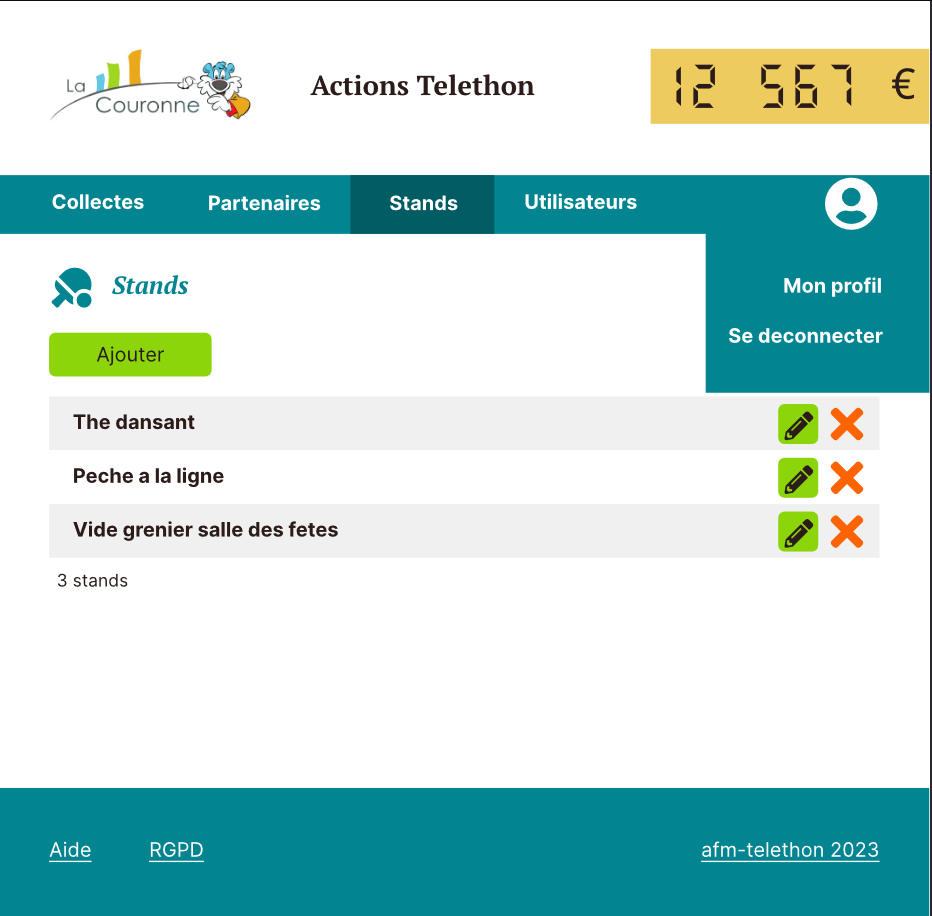 La
Couronne
Actions Telethon
12 567 €
Collectes
Partenaires
Stands
Utilisateurs
Mon profil
Se deconnecter
Stands
Ajouter
The dansant
Peche a la ligne
Vide grenier salle des fetes
3 stands
Aide
RGPD
afm-telethon 2023